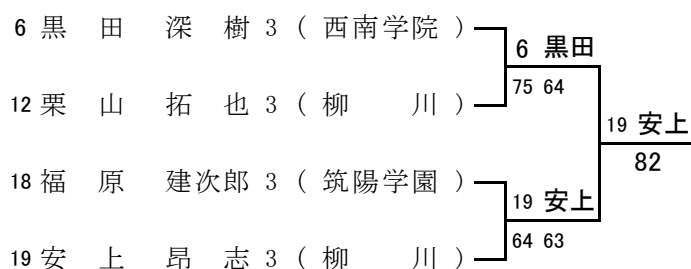 6 黒田 深樹 3 ( 西南学院 )
6 黒田
75 64
12 栗山 拓也 3 ( 柳川 )
19 安上
82
18 福原 建次郎 3 ( 筑陽学園 )
19 安上
64 63
19 安上 昂志 3 ( 柳川 )